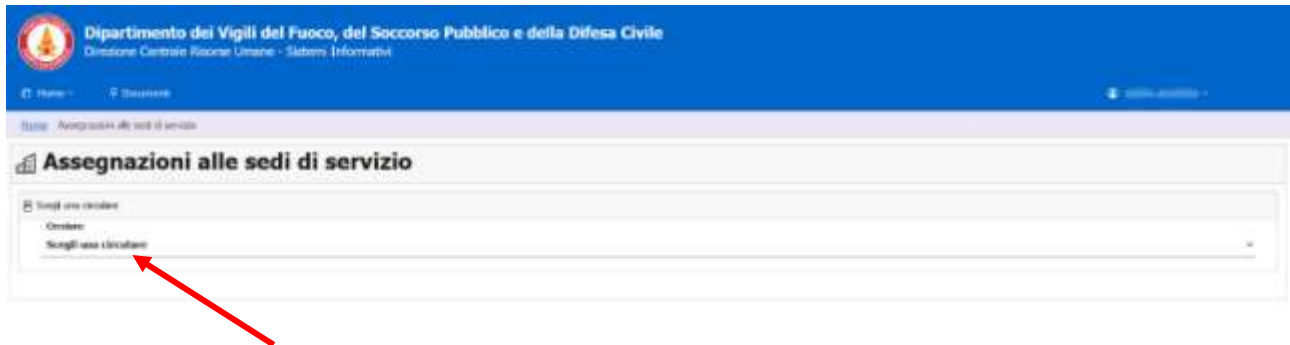 Dipartimento dei Vigili del Fuoco, del Soccorso Pubblico e della Difesa Civile
Direzione Centrale Risorse Umane - Sistemi Informativi
Home
Documenti
Home Assegnazioni alle sedi di servizio
Assegnazioni alle sedi di servizio
Scegli una circolare
Circolare
Scegli una circolare